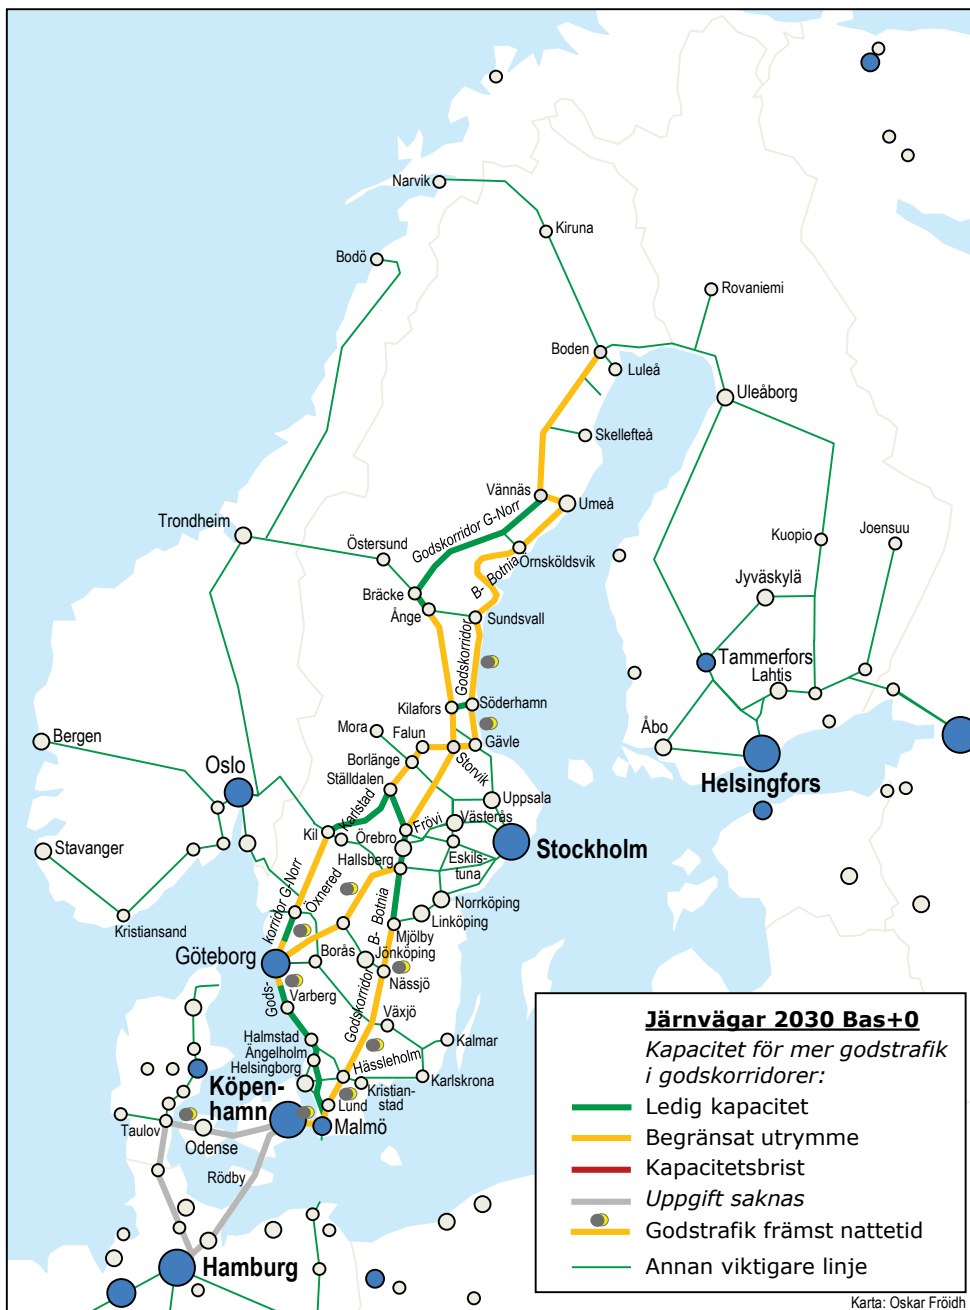 Narvik
Kiruna
Bodö
Rovaniemi
Boden
Luleå
Uleåborg
Skellefteå
Vännäs
Umeå
Godskorridor G-Norr
Trondheim
Östersund
Örnsköldsvik
Kuopio
Joensuu
B- Botnia
Jyväskylä
Bräcke
Ånge
Sundsvall
Godskorridor
Tammerfors
Lahtis
Kilafors
Söderhamn
Mora
Falun
Gävle
Åbo
Bergen
Borlänge
Storvik
Helsingfors
Oslo
Ställdalen
Uppsala
Karlstad
Västerås
Kil
Örebro
Frövi
Stockholm
Stavanger
Hallsberg
Eskils-
tuna
Öxnered
Norrköping
Linköping
Kristiansand
korridor G-Norr
B- Botnia
Mjölby
Göteborg
Borås
Jönköping
Nässjö
Gods-
Varberg
Godskorridor
Växjö
Halmstad
Kalmar
Ängelholm
Helsingborg
Hässleholm
Karlskrona
Köpen-
hamn
Kristian-
stad
Lund
Taulov
Malmö
Odense
Rödby
Hamburg
Järnvägar 2030 Bas+0
Kapacitet för mer godstrafik
i godskorridorer:
Ledig kapacitet
Begränsat utrymme
Kapacitetsbrist
Uppgift saknas
Godstrafik främst nattetid
Annan viktigare linje
Karta: Oskar Fröidh